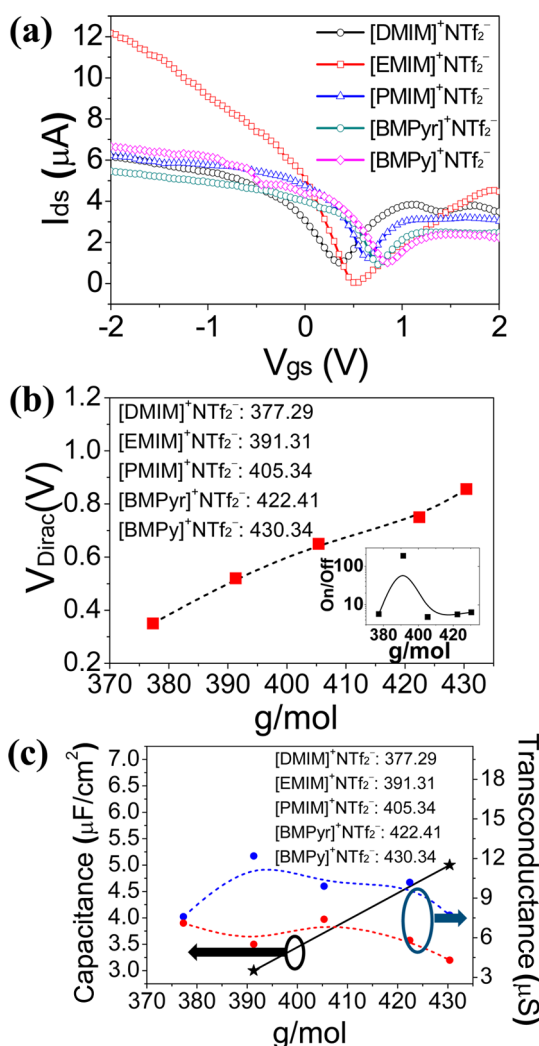 (a)
12
10
8
6
4
2
0
I_ds (μA)
[DMIM]⁺NTf₂⁻
[EMIM]⁺NTf₂⁻
[PMIM]⁺NTf₂⁻
[BMPyr]⁺NTf₂⁻
[BMPy]⁺NTf₂⁻
-2 -1 0 1 2
V_gs (V)
(b)
1.2
1.0
0.8
0.6
0.4
0.2
V_Dirac(V)
[DMIM]⁺NTf₂⁻: 377.29
[EMIM]⁺NTf₂⁻: 391.31
[PMIM]⁺NTf₂⁻: 405.34
[BMPyr]⁺NTf₂⁻: 422.41
[BMPy]⁺NTf₂⁻: 430.34
On/Off
100
10
380 400 420
g/mol
370 380 390 400 410 420 430
g/mol
(c)
7.0
6.5
6.0
5.5
5.0
4.5
4.0
3.5
3.0
Capacitance (μF/cm²)
[DMIM]⁺NTf₂⁻: 377.29
[EMIM]⁺NTf₂⁻: 391.31
[PMIM]⁺NTf₂⁻: 405.34
[BMPyr]⁺NTf₂⁻: 422.41
[BMPy]⁺NTf₂⁻: 430.34
18
15
12
9
6
3
Transconductance (μS)
370 380 390 400 410 420 430
g/mol